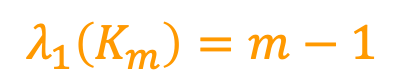 λ₁(Kₘ) = m − 1